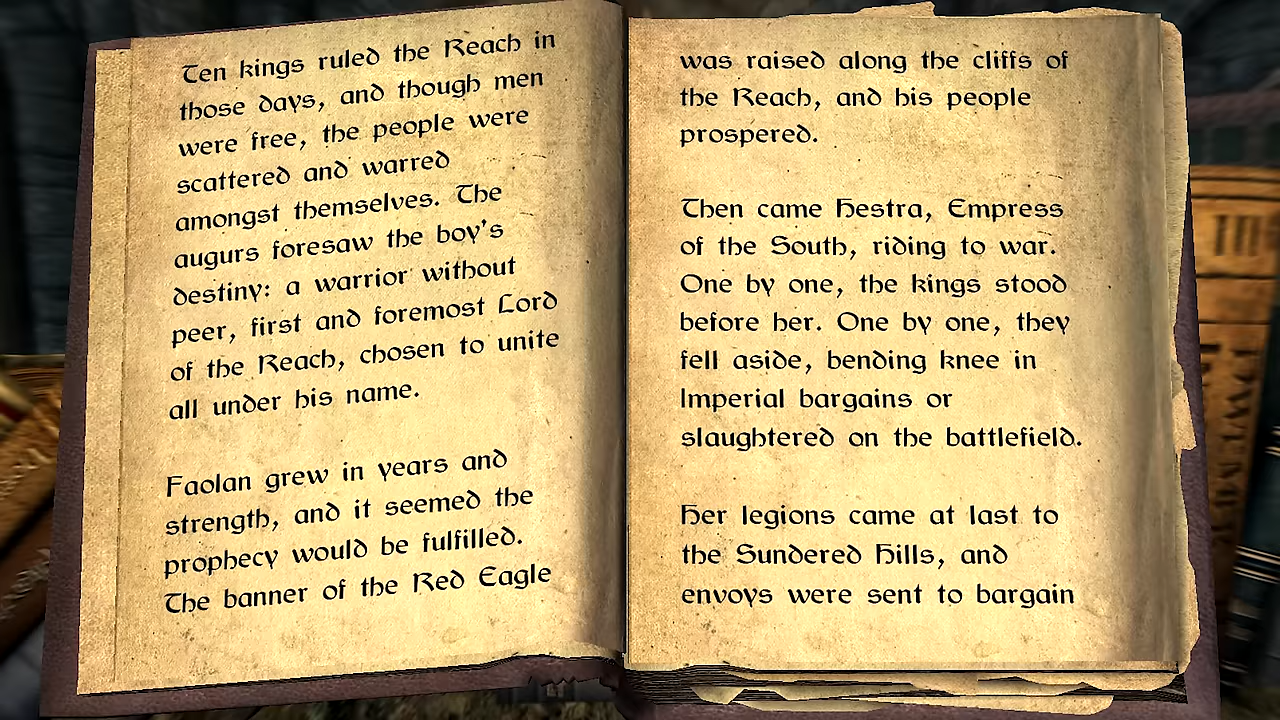 Ten kings ruled the Reach in
those days, and though men
were free, the people were
scattered and warred
amongst themselves. The
augurs foresaw the boy's
destiny: a warrior without
peer, first and foremost Lord
of the Reach, chosen to unite
all under his name.
Faolan grew in years and
strength, and it seemed the
prophecy would be fulfilled.
The banner of the Red Eagle
was raised along the cliffs of
the Reach, and his people
prospered.
Then came Hestra, Empress
of the South, riding to war.
One by one, the kings stood
before her. One by one, they
fell aside, bending knee in
Imperial bargains or
slaughtered on the battlefield.
Her legions came at last to
the Sundered Hills, and
envoys were sent to bargain
III